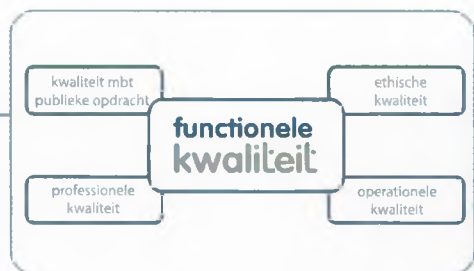 kwaliteit mbt
publieke opdracht
ethische
kwaliteit
functionele
kwaliteit
professionele
kwaliteit
operationele
kwaliteit